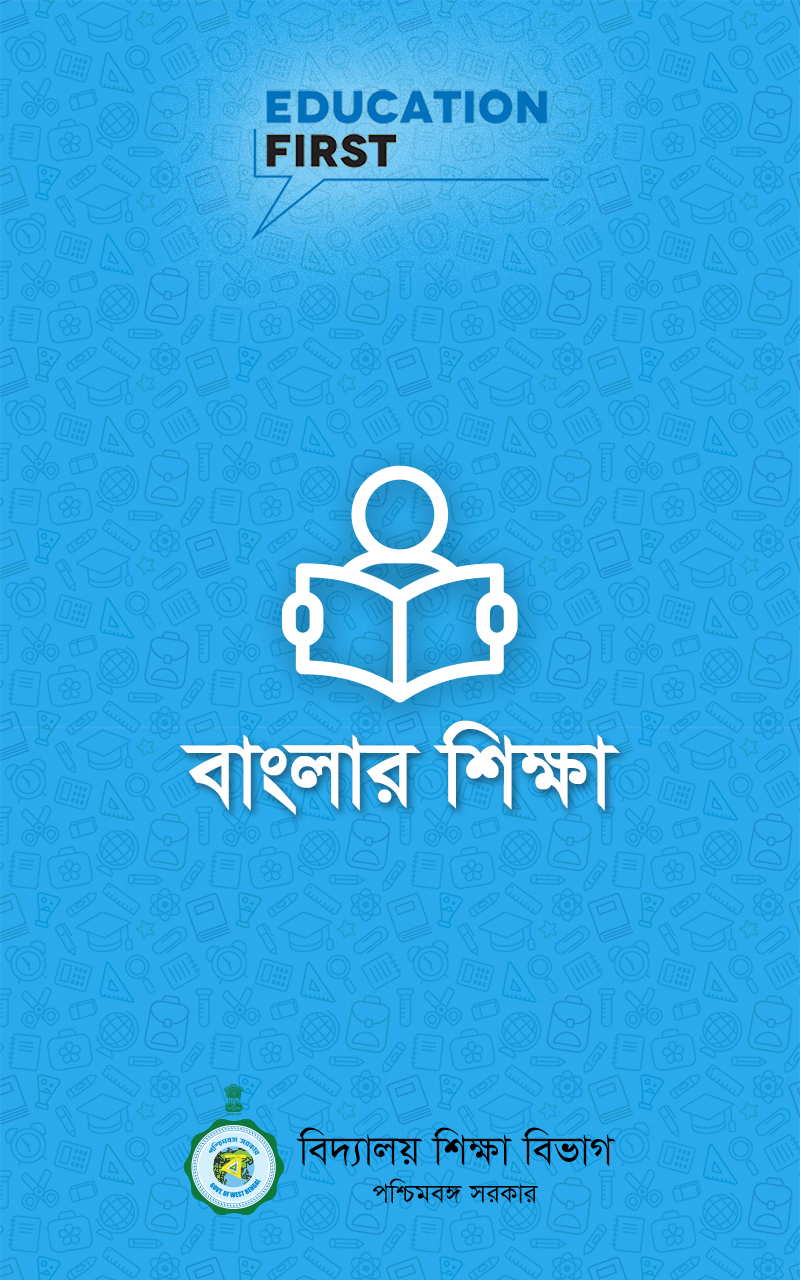 EDUCATION
FIRST
বাংলার শিক্ষা
পশ্চিমবঙ্গ সরকার
ব
GOVT. OF WEST BENGAL
বিদ্যালয় শিক্ষা বিভাগ
পশ্চিমবঙ্গ সরকার